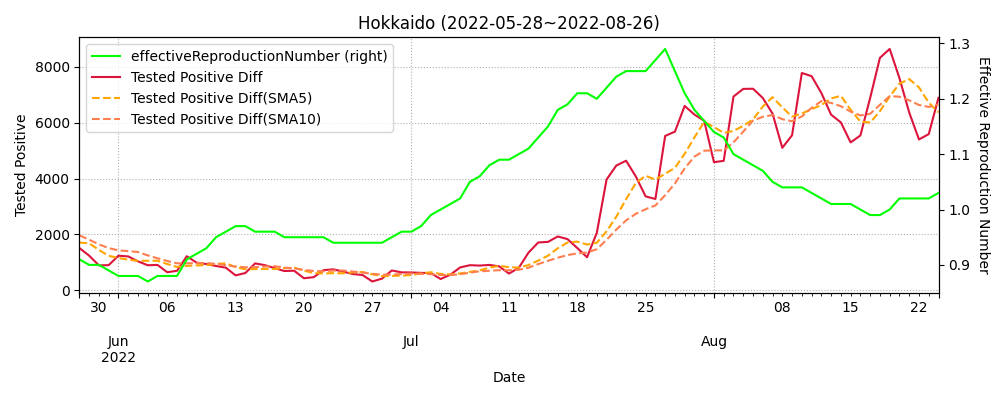 Hokkaido (2022-05-28~2022-08-26)
effectiveReproductionNumber (right)
Tested Positive Diff
Tested Positive Diff(SMA5)
Tested Positive Diff(SMA10)
Tested Positive
8000
6000
4000
2000
0
1.3
1.2
1.1
1.0
0.9
Effective Reproduction Number
30 06 13 20 27 04 11 18 25 08 15 22
Jun Jul Aug
2022
Date